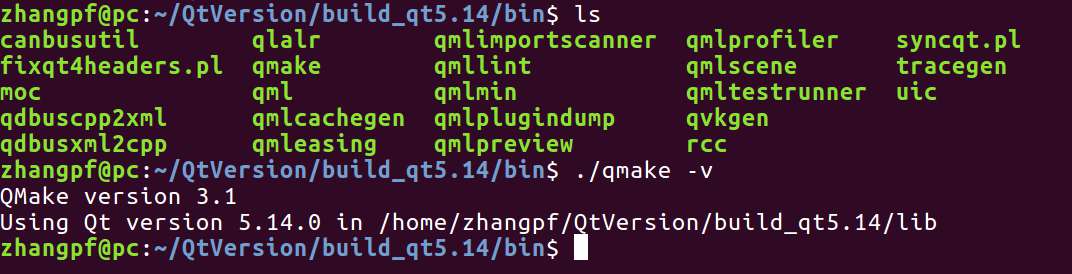 zhangpf@pc:~/QtVersion/build_qt5.14/bin$ ls
canbusutil qlalr qmlimportscanner qmlprofiler syncqt.pl
fixqt4headers.pl qmake qmllint qmlscene tracegen
moc qml qmlmin qmltestrunner uic
qdbuscpp2xml qmlcachegen qmlplugindump qvkgen
qdbusxml2cpp qmleasing qmlpreview rcc
zhangpf@pc:~/QtVersion/build_qt5.14/bin$ ./qmake -v
QMake version 3.1
Using Qt version 5.14.0 in /home/zhangpf/QtVersion/build_qt5.14/lib
zhangpf@pc:~/QtVersion/build_qt5.14/bin$